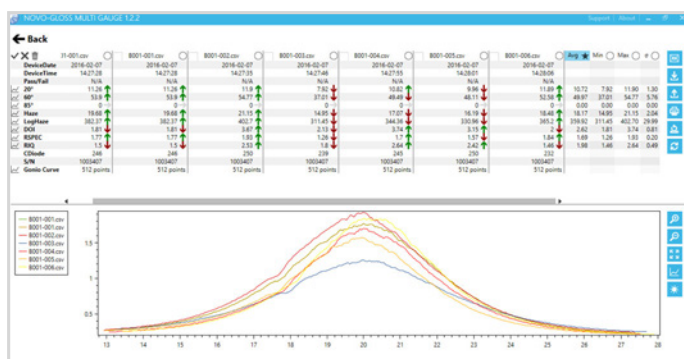 NOVO-GLOSS MULTI GAUGE 1.2.2 Support About
Back
J1-001.csv B001-001.csv B001-002.csv B001-003.csv B001-004.csv B001-005.csv B001-006.csv Avg Min Max σ
DeviceDate 2016-02-07 2016-02-07 2016-02-07 2016-02-07 2016-02-07 2016-02-07 2016-02-07
DeviceTime 14:27:28 14:27:28 14:27:35 14:27:46 14:27:55 14:28:01 14:28:06
Pass/Fail N/A N/A N/A N/A N/A N/A N/A
20° 11.26 11.26 11.9 7.92 10.82 9.96 11.89 10.72 7.92 11.90 1.30
60° 53.9 53.9 54.77 37.01 49.49 48.11 52.58 49.97 37.01 54.77 5.76
85° 0 0 0 0 0 0 0 0.00 0.00 0.00 0.00
Haze 19.68 19.68 21.15 14.95 17.07 16.19 18.48 18.17 14.95 21.15 2.04
LogHaze 382.37 382.37 402.7 311.45 344.36 330.96 365.2 359.92 311.45 402.70 29.99
DOI 1.81 1.81 3.67 2.13 3.74 3.15 2 2.62 1.81 3.74 0.81
RSPEC 1.77 1.77 1.93 1.26 1.7 1.57 1.84 1.69 1.26 1.93 0.20
RIQ 1.5 1.5 2.53 1.8 2.64 2.42 1.46 1.98 1.46 2.64 0.49
CDiode 246 246 250 239 245 250 232
S/N 1003407 1003407 1003407 1003407 1003407 1003407 1003407
Gonio Curve 512 points 512 points 512 points 512 points 512 points 512 points 512 points
B001-001.csv
B001-001.csv
B001-002.csv
B001-003.csv
B001-004.csv
B001-005.csv
B001-006.csv
1.5
1
0.5
13 14 15 16 17 18 19 20 21 22 23 24 25 26 27 28